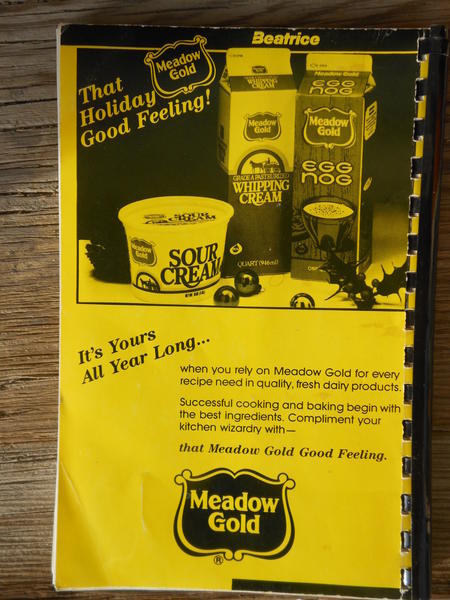 Beatrice
That
Holiday
Good Feeling!
Meadow
Gold
WHIPPING
CREAM
Meadow
Gold
GRADE A PASTEURIZED
WHIPPING
CREAM
QUART (946ml)
Meadow Gold
EGG
NOG
Meadow
Gold
EGG
NOG
SOUR
CREAM
Meadow
Gold
SOUR
CREAM
It's Yours
All Year Long...
when you rely on Meadow Gold for every
recipe need in quality, fresh dairy products.
Successful cooking and baking begin with
the best ingredients. Compliment your
kitchen wizardry with—
that Meadow Gold Good Feeling.
Meadow
Gold
®